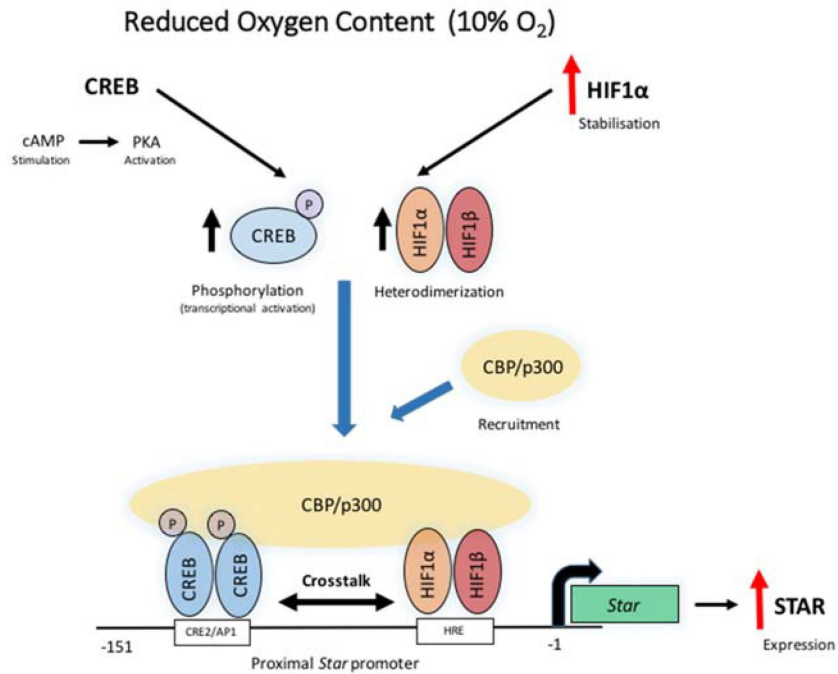 Reduced Oxygen Content (10% O₂)
CREB
HIF1α
Stabilisation
cAMP
Stimulation
PKA
Activation
P
CREB
HIF1α
HIF1β
Phosphorylation
(transcriptional activation)
Heterodimerization
CBP/p300
Recruitment
CBP/p300
P
P
CREB
CREB
Crosstalk
HIF1α
HIF1β
Star
STAR
Expression
CRE2/AP1
HRE
-151
-1
Proximal Star promoter